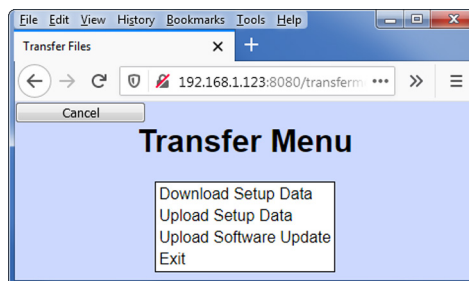 File Edit View History Bookmarks Tools Help
Transfer Files
192.168.1.123:8080/transferm
Cancel
Transfer Menu
Download Setup Data
Upload Setup Data
Upload Software Update
Exit